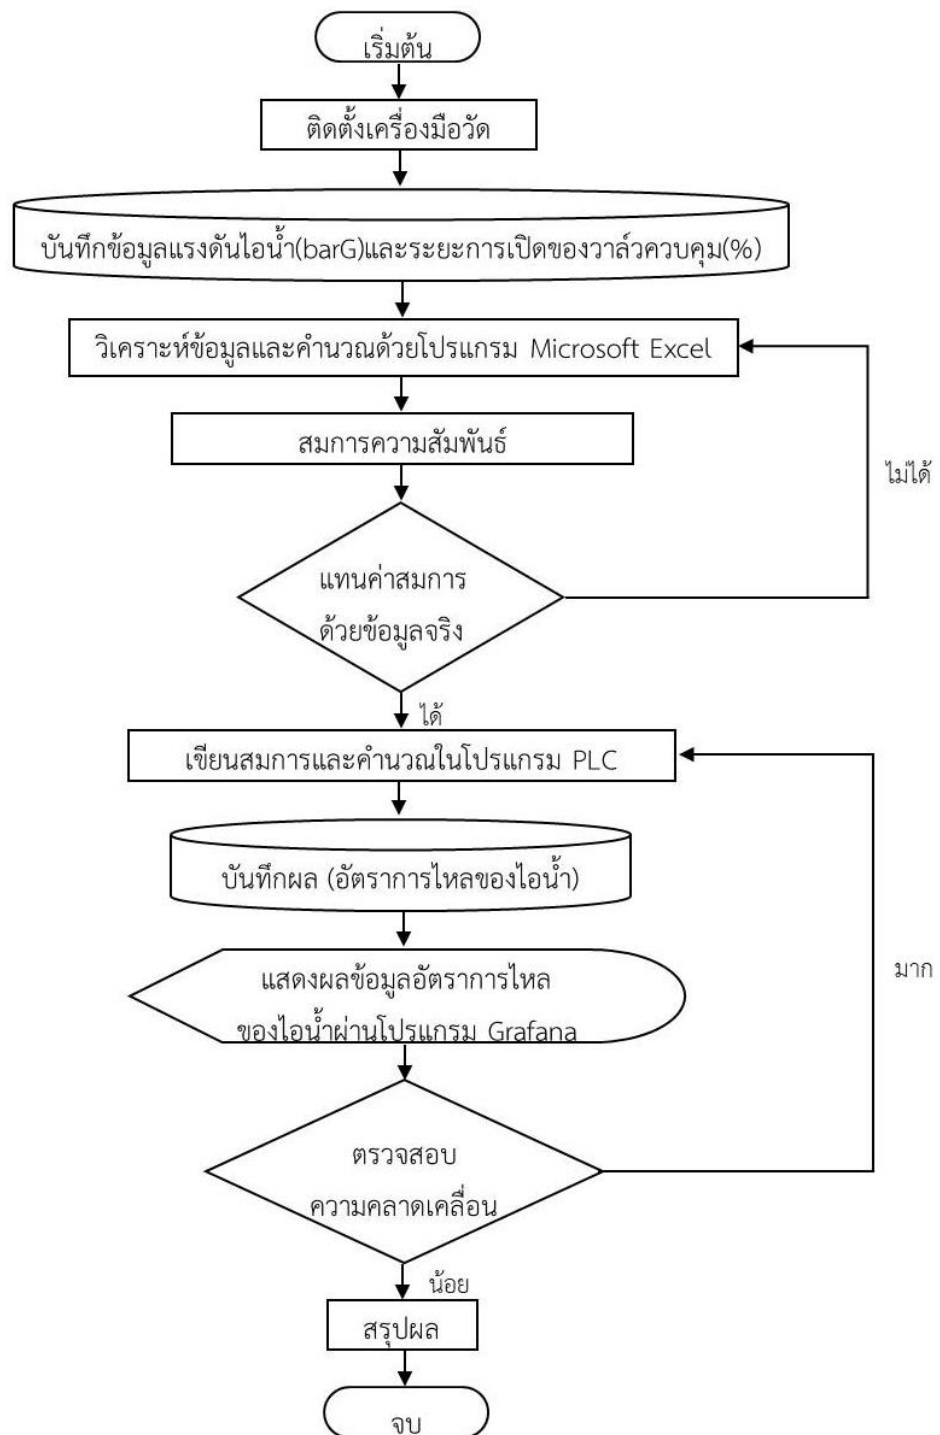 เริ่มต้น
ติดตั้งเครื่องมือวัด
บันทึกข้อมูลแรงดันไอน้ำ(barG)และระยะการเปิดของวาล์วควบคุม(%)
วิเคราะห์ข้อมูลและคำนวณด้วยโปรแกรม Microsoft Excel
สมการความสัมพันธ์
ไม่ได้
แทนค่าสมการ
ด้วยข้อมูลจริง
ได้
เขียนสมการและคำนวณในโปรแกรม PLC
บันทึกผล (อัตราการไหลของไอน้ำ)
มาก
แสดงผลข้อมูลอัตราการไหล
ของไอน้ำผ่านโปรแกรม Grafana
ตรวจสอบ
ความคลาดเคลื่อน
น้อย
สรุปผล
จบ